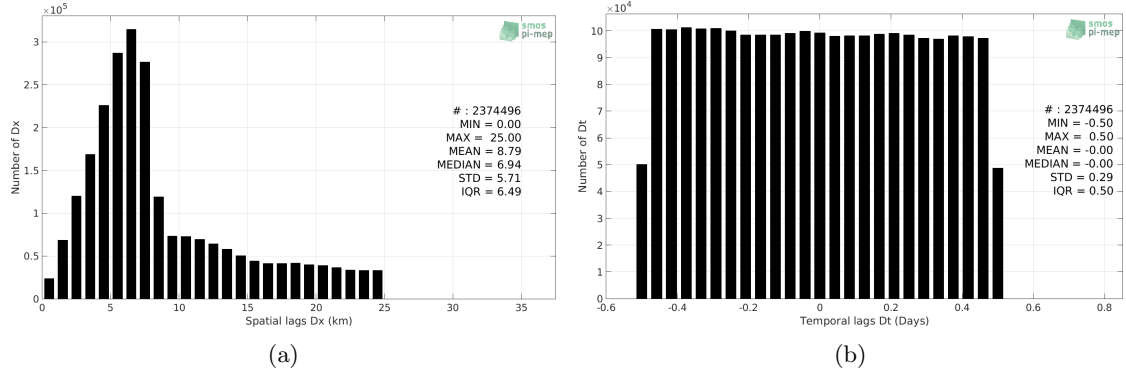 ×10^5
smos
pi-mep
3
2.5
2
1.5
1
0.5
0
Number of Dx
# : 2374496
MIN = 0.00
MAX =  25.00
MEAN = 8.79
MEDIAN = 6.94
STD = 5.71
IQR = 6.49
0 5 10 15 20 25 30 35
Spatial lags Dx (km)
(a)
×10^4
smos
pi-mep
10
9
8
7
6
5
4
3
2
1
0
Number of Dt
# : 2374496
MIN = -0.50
MAX =  0.50
MEAN = -0.00
MEDIAN = -0.00
STD = 0.29
IQR = 0.50
-0.6 -0.4 -0.2 0 0.2 0.4 0.6 0.8
Temporal lags Dt (Days)
(b)